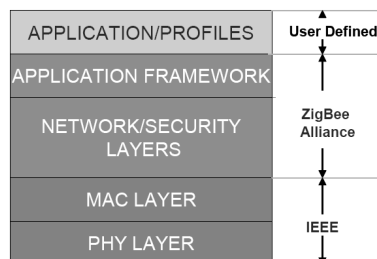 APPLICATION/PROFILES
User Defined
APPLICATION FRAMEWORK
NETWORK/SECURITY
LAYERS
ZigBee
Alliance
MAC LAYER
PHY LAYER
IEEE